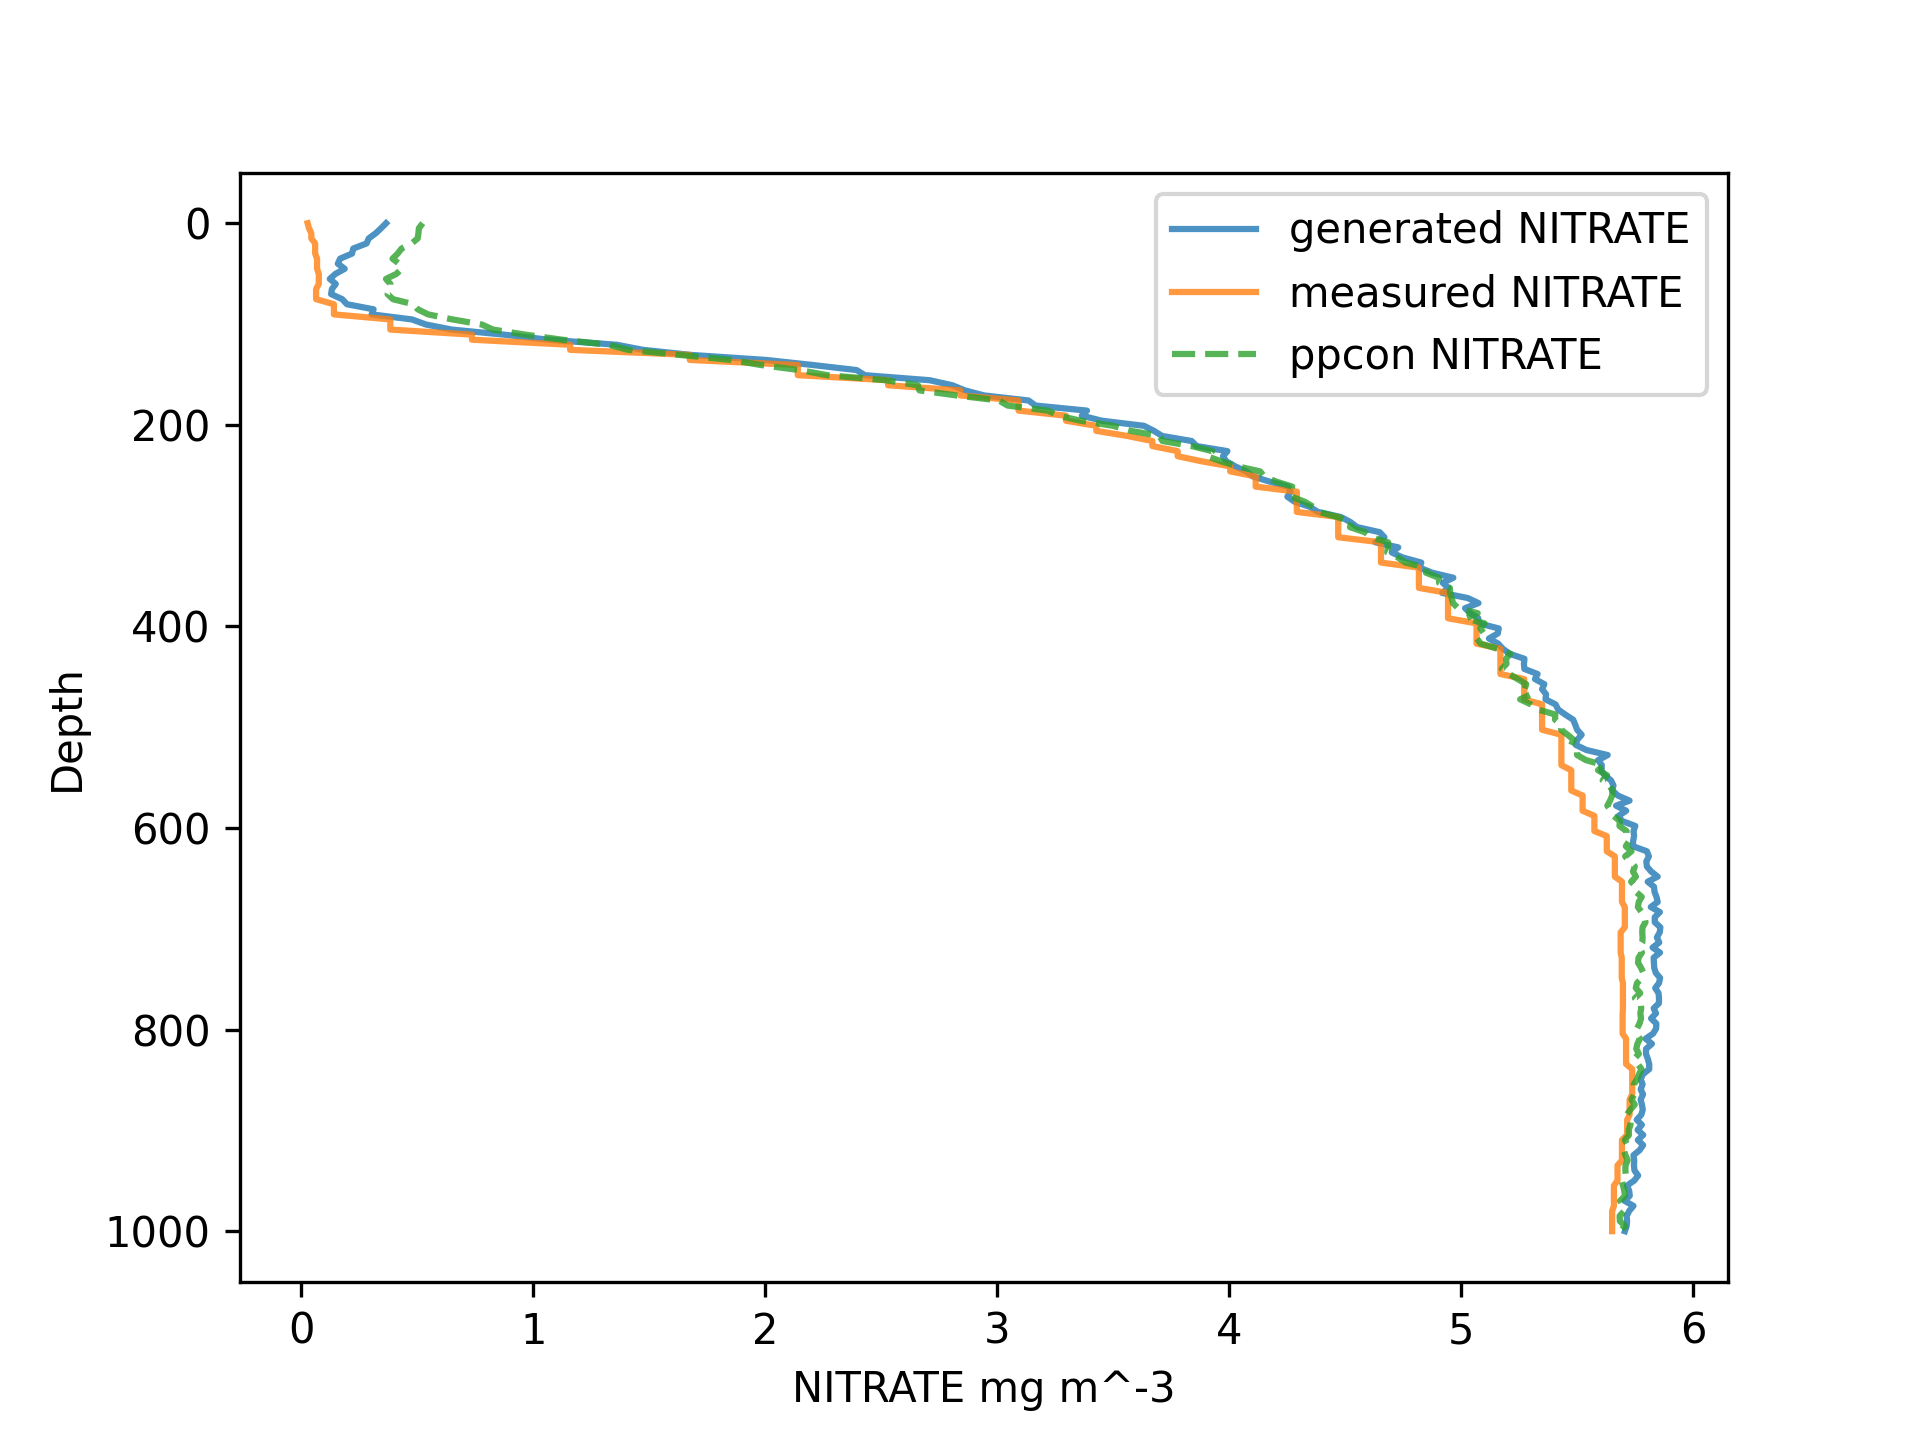 generated NITRATE
measured NITRATE
ppcon NITRATE
0
200
400
600
800
1000
Depth
0 1 2 3 4 5 6
NITRATE mg m^-3